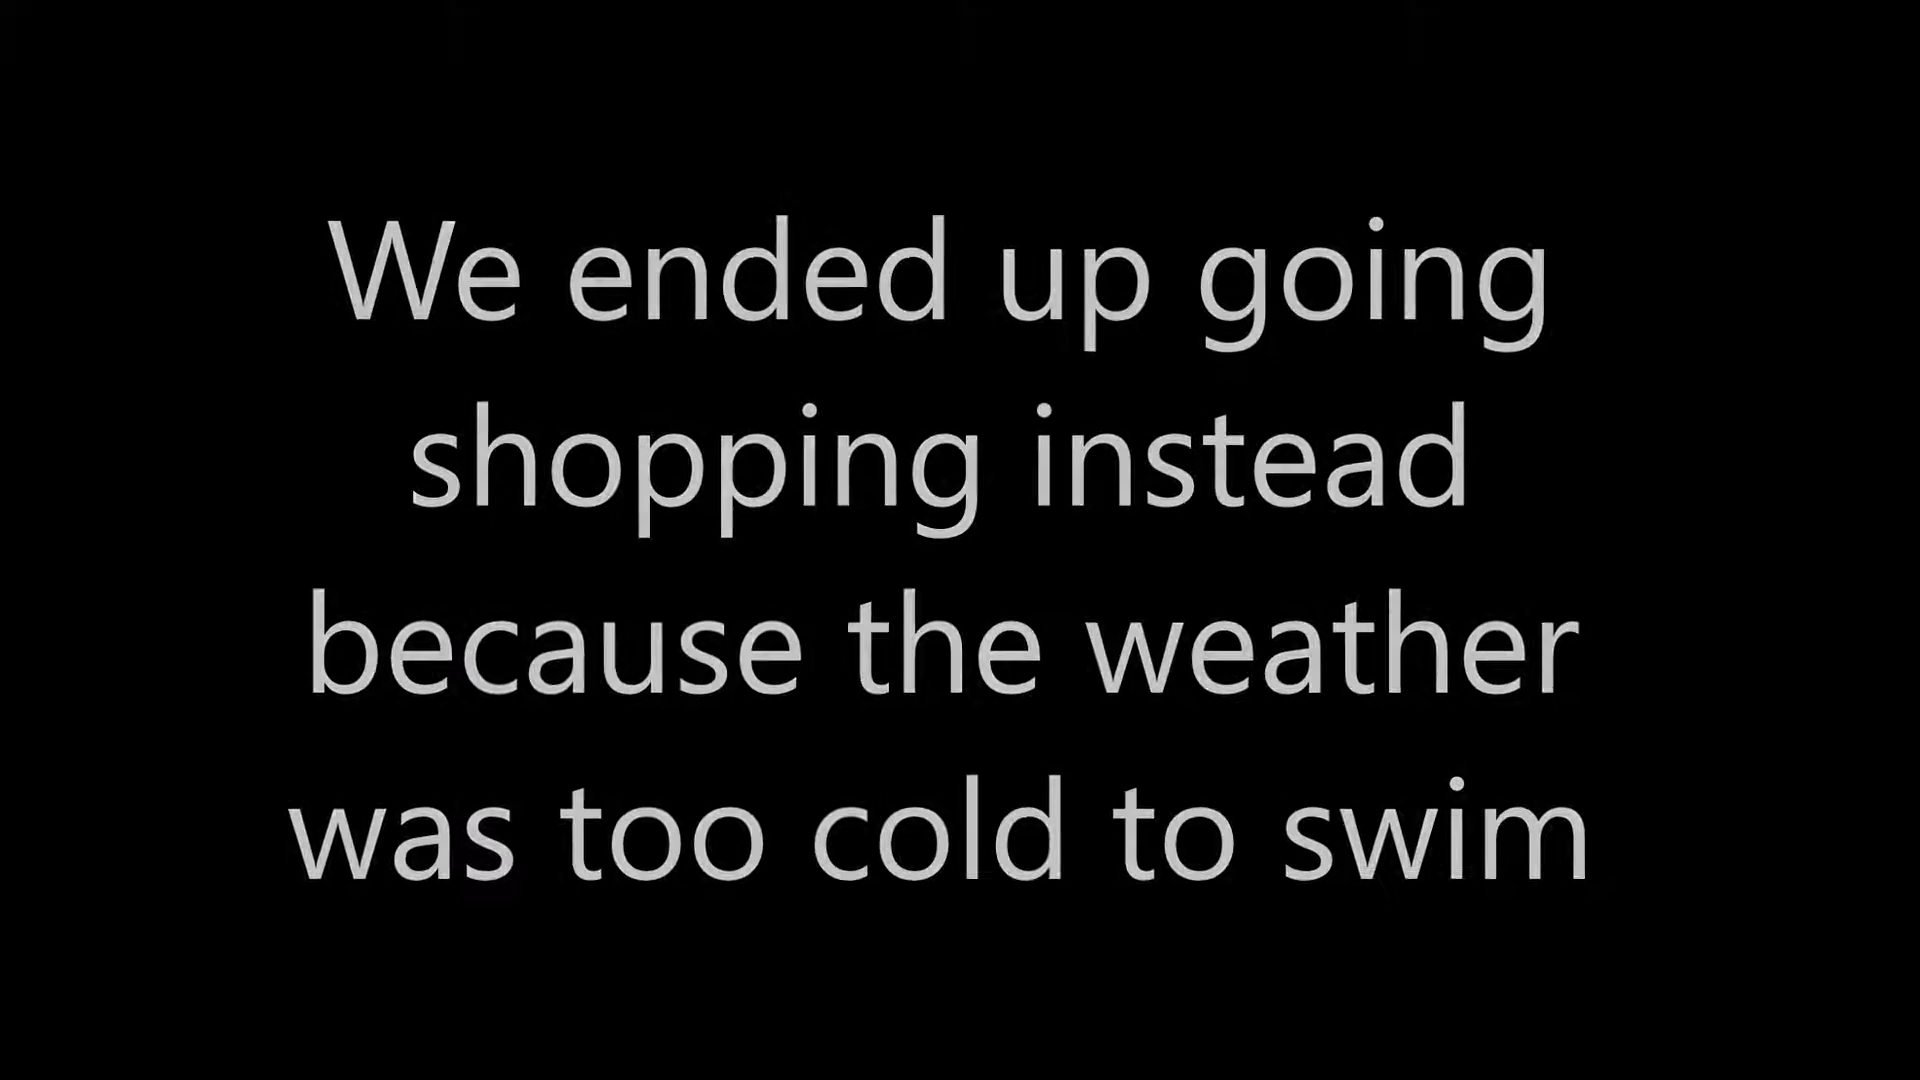 We ended up going
shopping instead
because the weather
was too cold to swim